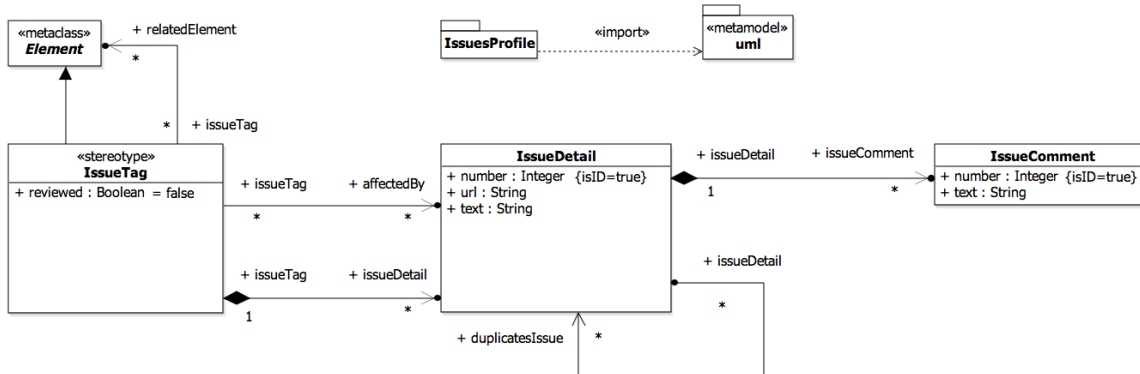 «metaclass»
Element
+ relatedElement
*
IssuesProfile
«import»
«metamodel»
uml
*
+ issueTag
«stereotype»
IssueTag
+ reviewed : Boolean = false
+ issueTag
+ affectedBy
*
*
+ issueTag
+ issueDetail
1
*
IssueDetail
+ number : Integer {isID=true}
+ url : String
+ text : String
+ issueDetail
+ issueComment
1
*
IssueComment
+ number : Integer {isID=true}
+ text : String
+ issueDetail
*
+ duplicatesIssue
*